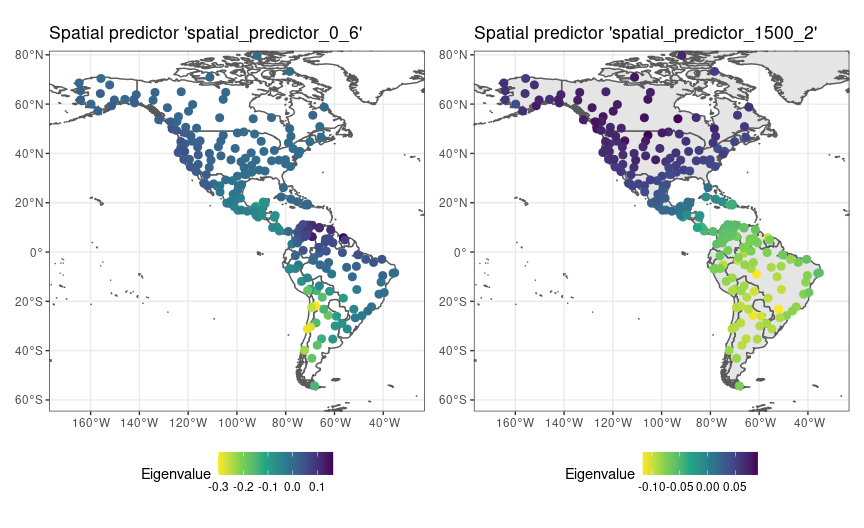 Spatial predictor 'spatial_predictor_0_6'
80°N
60°N
40°N
20°N
0°
20°S
40°S
60°S
160°W 140°W 120°W 100°W 80°W 60°W 40°W
Eigenvalue
-0.3 -0.2 -0.1 0.0 0.1
Spatial predictor 'spatial_predictor_1500_2'
80°N
60°N
40°N
20°N
0°
20°S
40°S
60°S
160°W 140°W 120°W 100°W 80°W 60°W 40°W
Eigenvalue
-0.10 -0.05 0.00 0.05